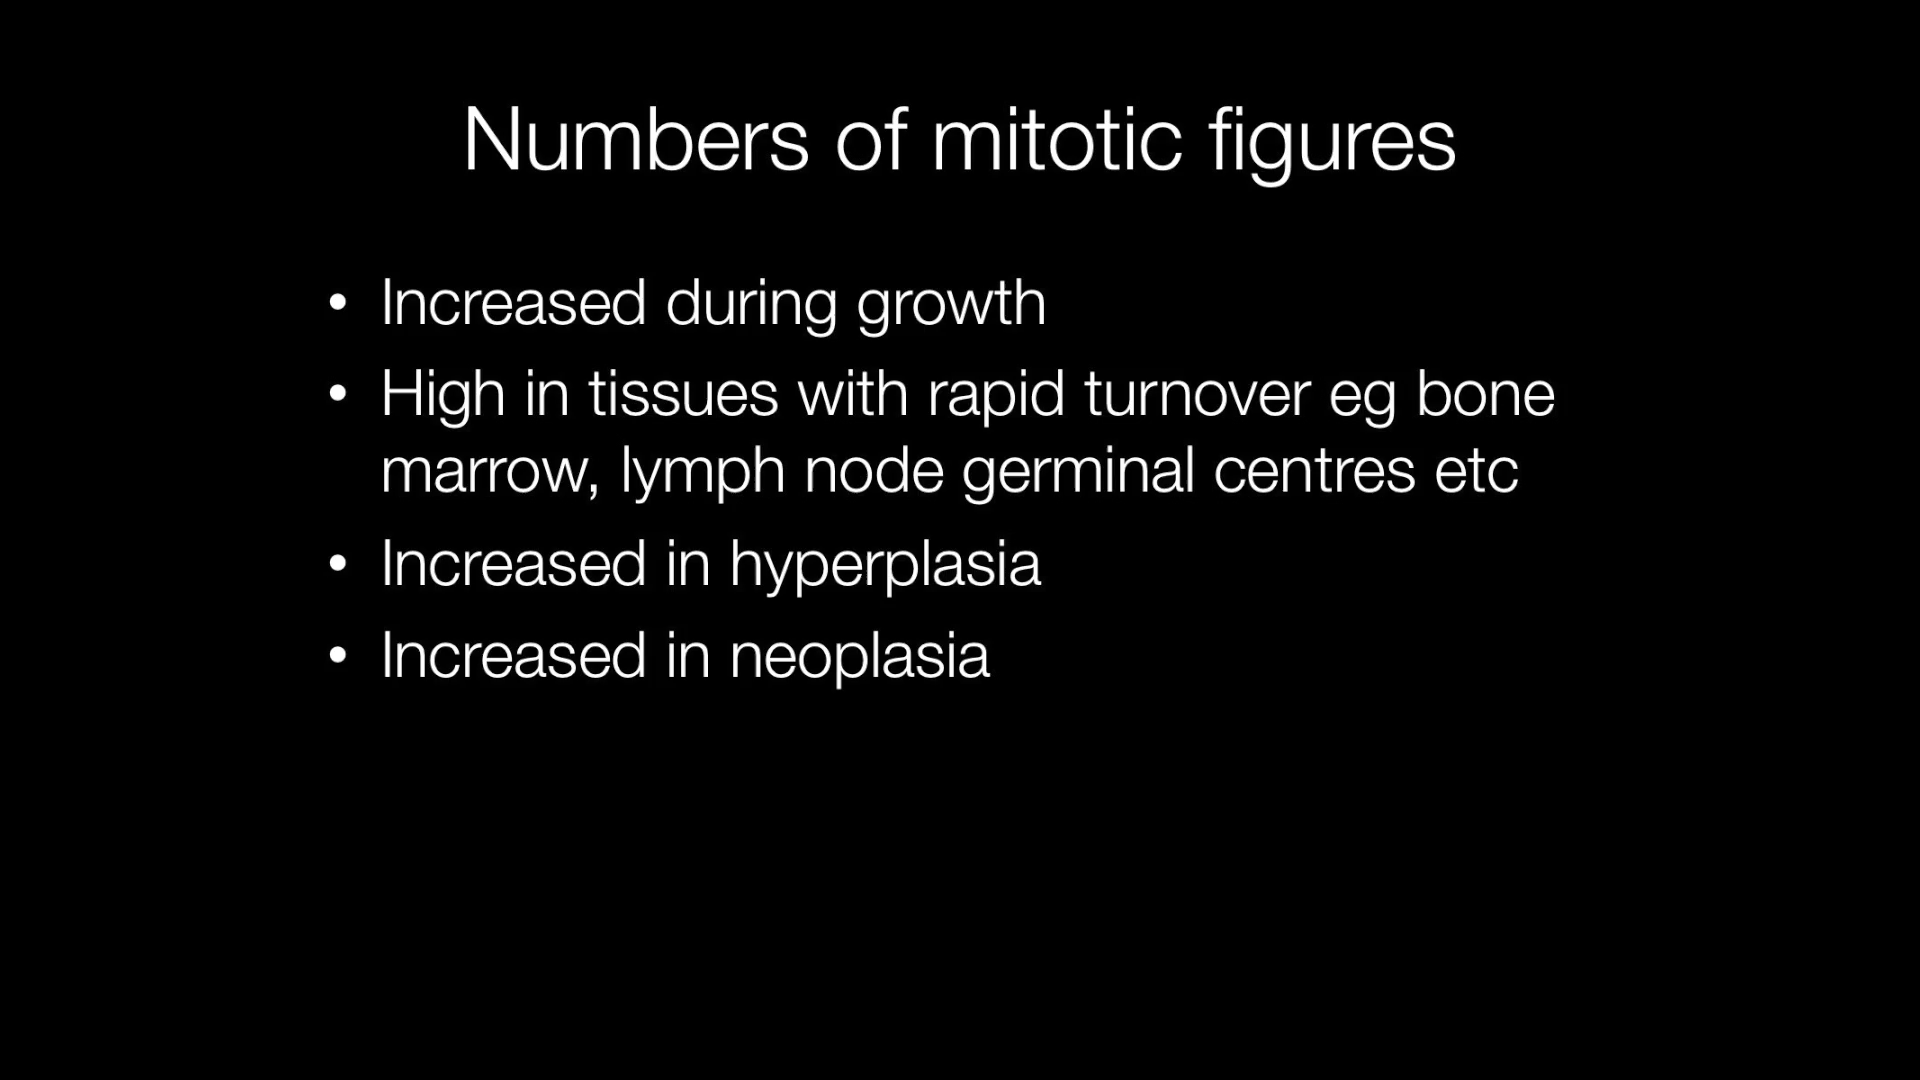 Numbers of mitotic figures
• Increased during growth
• High in tissues with rapid turnover eg bone
marrow, lymph node germinal centres etc
• Increased in hyperplasia
• Increased in neoplasia